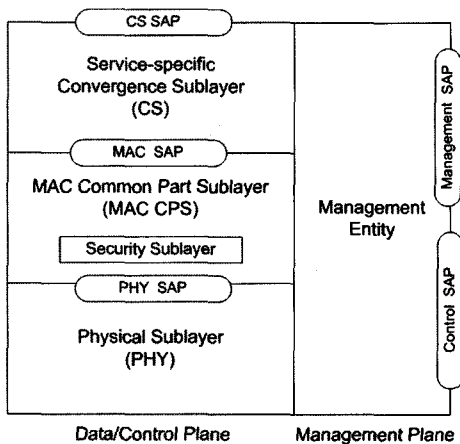 CS SAP
Service-specific
Convergence Sublayer
(CS)
MAC SAP
MAC Common Part Sublayer
(MAC CPS)
Security Sublayer
PHY SAP
Physical Sublayer
(PHY)
Management
Entity
Management SAP
Control SAP
Data/Control Plane
Management Plane